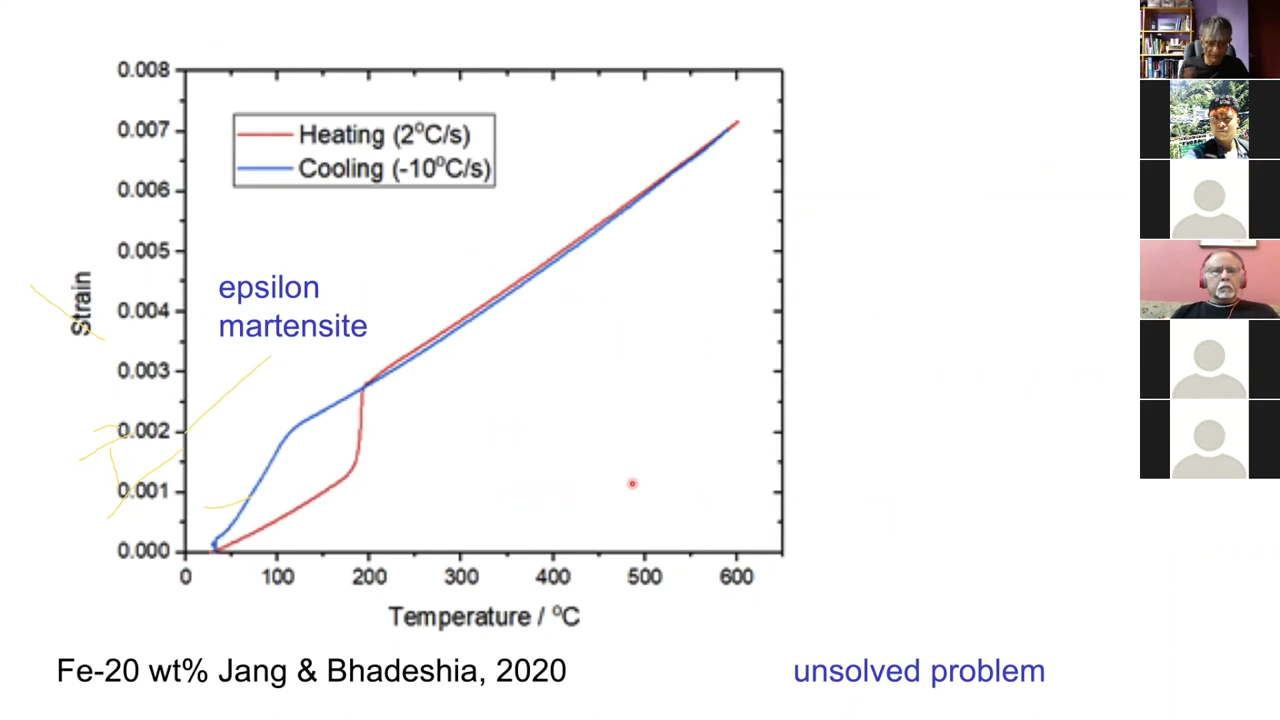 0.008
0.007
0.006
0.005
0.004
0.003
0.002
0.001
0.000
Strain
Heating (2°C/s)
Cooling (-10°C/s)
epsilon
martensite
0 100 200 300 400 500 600
Temperature / °C
Fe-20 wt% Jang & Bhadeshia, 2020
unsolved problem